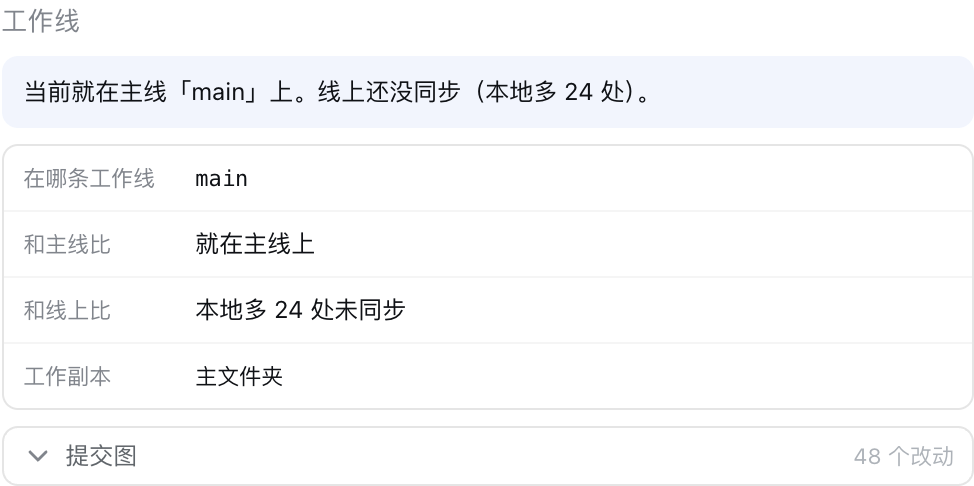 工作线
当前就在主线「main」上。线上还没同步（本地多 24 处）。
在哪条工作线 main
和主线比 就在主线上
和线上比 本地多 24 处未同步
工作副本 主文件夹
提交图 48 个改动